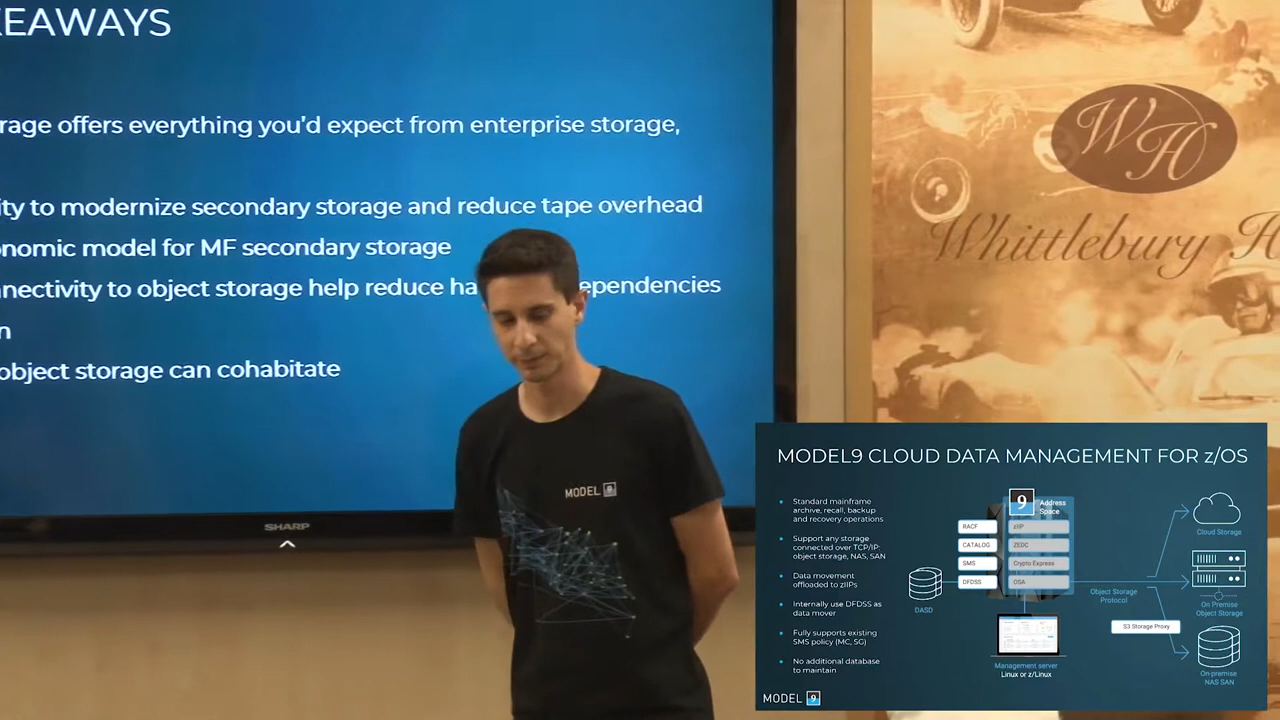 KEAWAYS
rage offers everything you'd expect from enterprise storage,
ity to modernize secondary storage and reduce tape overhead
nomic model for MF secondary storage
nnectivity to object storage help reduce ha ependencies
n
object storage can cohabitate
SHARP
MODEL 9
WH
Whittlebury H
MODEL9 CLOUD DATA MANAGEMENT FOR z/OS
Standard mainframe
archive, recall, backup
and recovery operations
Support any storage
connected over TCP/IP:
object storage, NAS, SAN
Data movement
offloaded to zIIPs
Internally use DFDSS as
data mover
Fully supports existing
SMS policy (MC, SG)
No additional database
to maintain
MODEL 9
DASD
RACF
CATALOG
SMS
DFDSS
9 Address
Space
zIIP
ZEDC
Crypto Express
OSA
Management server
Linux or z/Linux
Object Storage
Protocol
S3 Storage Proxy
Cloud Storage
On Premise
Object Storage
On-premise
NAS SAN